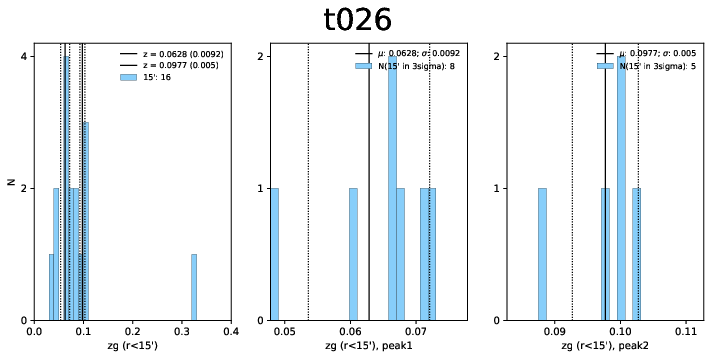 t026
z = 0.0628 (0.0092)
z = 0.0977 (0.005)
15': 16
N
0
2
4
0.0 0.1 0.2 0.3 0.4
zg (r<15')
μ: 0.0628; σ: 0.0092
N(15' in 3sigma): 8
0
1
2
0.05 0.06 0.07
zg (r<15'), peak1
μ: 0.0977; σ: 0.005
N(15' in 3sigma): 5
0
1
2
0.09 0.10 0.11
zg (r<15'), peak2